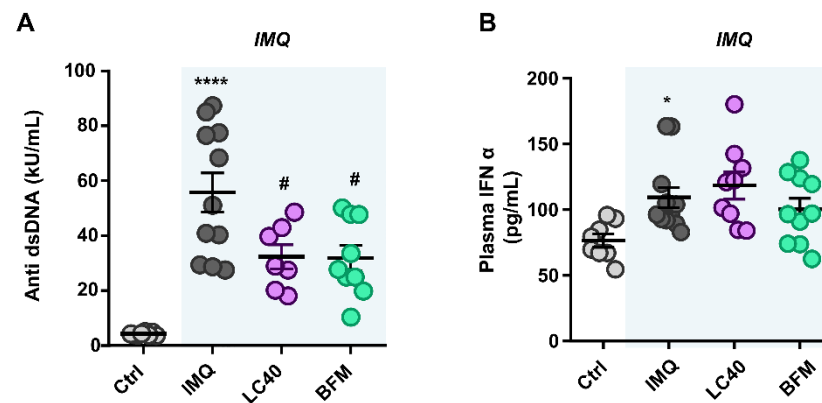 A
IMQ
Anti dsDNA (kU/mL)
100
80
60
40
20
0
****
#
#
Ctrl
IMQ
LC40
BFM
B
IMQ
Plasma IFN α
(pg/mL)
200
150
100
50
0
*
Ctrl
IMQ
LC40
BFM